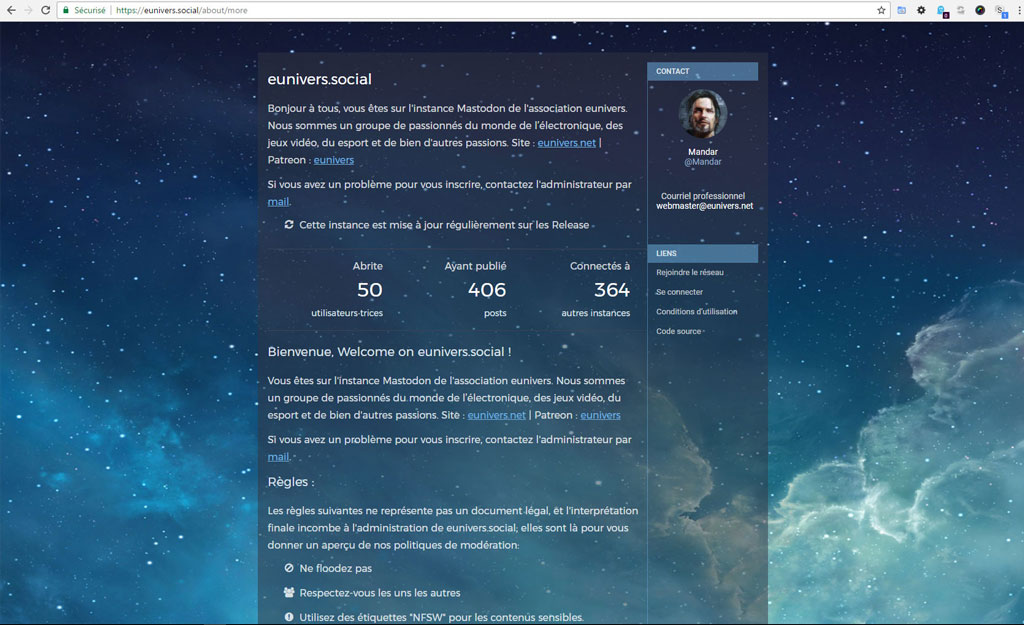 Sécurisé https://eunivers.social/about/more
eunivers.social
Bonjour à tous, vous êtes sur l'instance Mastodon de l'association eunivers.
Nous sommes un groupe de passionnés du monde de l'électronique, des
jeux vidéo, du esport et de bien d'autres passions. Site : eunivers.net |
Patreon : eunivers
Si vous avez un problème pour vous inscrire, contactez l'administrateur par
mail.
Cette instance est mise à jour régulièrement sur les Release
Abrite
50
utilisateurs·trices
Ayant publié
406
posts
Connectés à
364
autres instances
Bienvenue, Welcome on eunivers.social !
Vous êtes sur l'instance Mastodon de l'association eunivers. Nous sommes
un groupe de passionnés du monde de l'électronique, des jeux vidéo, du
esport et de bien d'autres passions. Site : eunivers.net | Patreon : eunivers
Si vous avez un problème pour vous inscrire, contactez l'administrateur par
mail.
Règles :
Les règles suivantes ne représente pas un document légal, et l'interprétation
finale incombe à l'administration de eunivers.social; elles sont là pour vous
donner un aperçu de nos politiques de modération:
Ne floodez pas
Respectez-vous les uns les autres
Utilisez des étiquettes "NFSW" pour les contenus sensibles.
CONTACT
Mandar
@Mandar
Courriel professionnel
webmaster@eunivers.net
LIENS
Rejoindre le réseau
Se connecter
Conditions d'utilisation
Code source